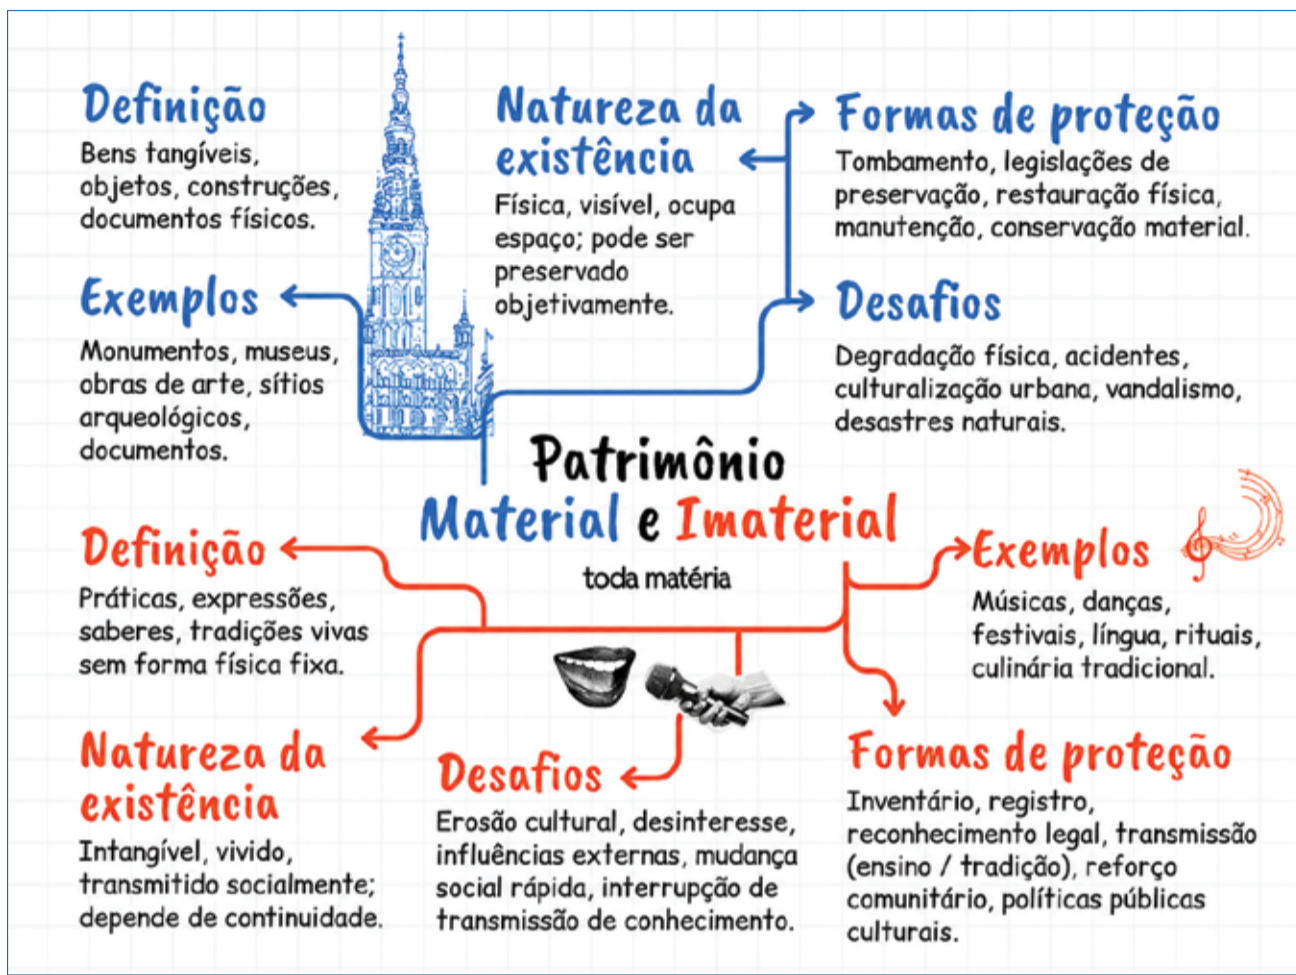 Definição
Bens tangíveis,
objetos, construções,
documentos físicos.
Exemplos
Monumentos, museus,
obras de arte, sítios
arqueológicos,
documentos.
Natureza da
existência
Física, visível, ocupa
espaço; pode ser
preservado
objetivamente.
Formas de proteção
Tombamento, legislações de
preservação, restauração física,
manutenção, conservação material.
Desafios
Degradação física, acidentes,
culturalização urbana, vandalismo,
desastres naturais.
Patrimônio
Material e Imaterial
toda matéria
Definição
Práticas, expressões,
saberes, tradições vivas
sem forma física fixa.
Exemplos
Músicas, danças,
festivais, língua, rituais,
culinária tradicional.
Natureza da
existência
Intangível, vivido,
transmitido socialmente;
depende de continuidade.
Desafios
Erosão cultural, desinteresse,
influências externas, mudança
social rápida, interrupção de
transmissão de conhecimento.
Formas de proteção
Inventário, registro,
reconhecimento legal, transmissão
(ensino / tradição), reforço
comunitário, políticas públicas
culturais.